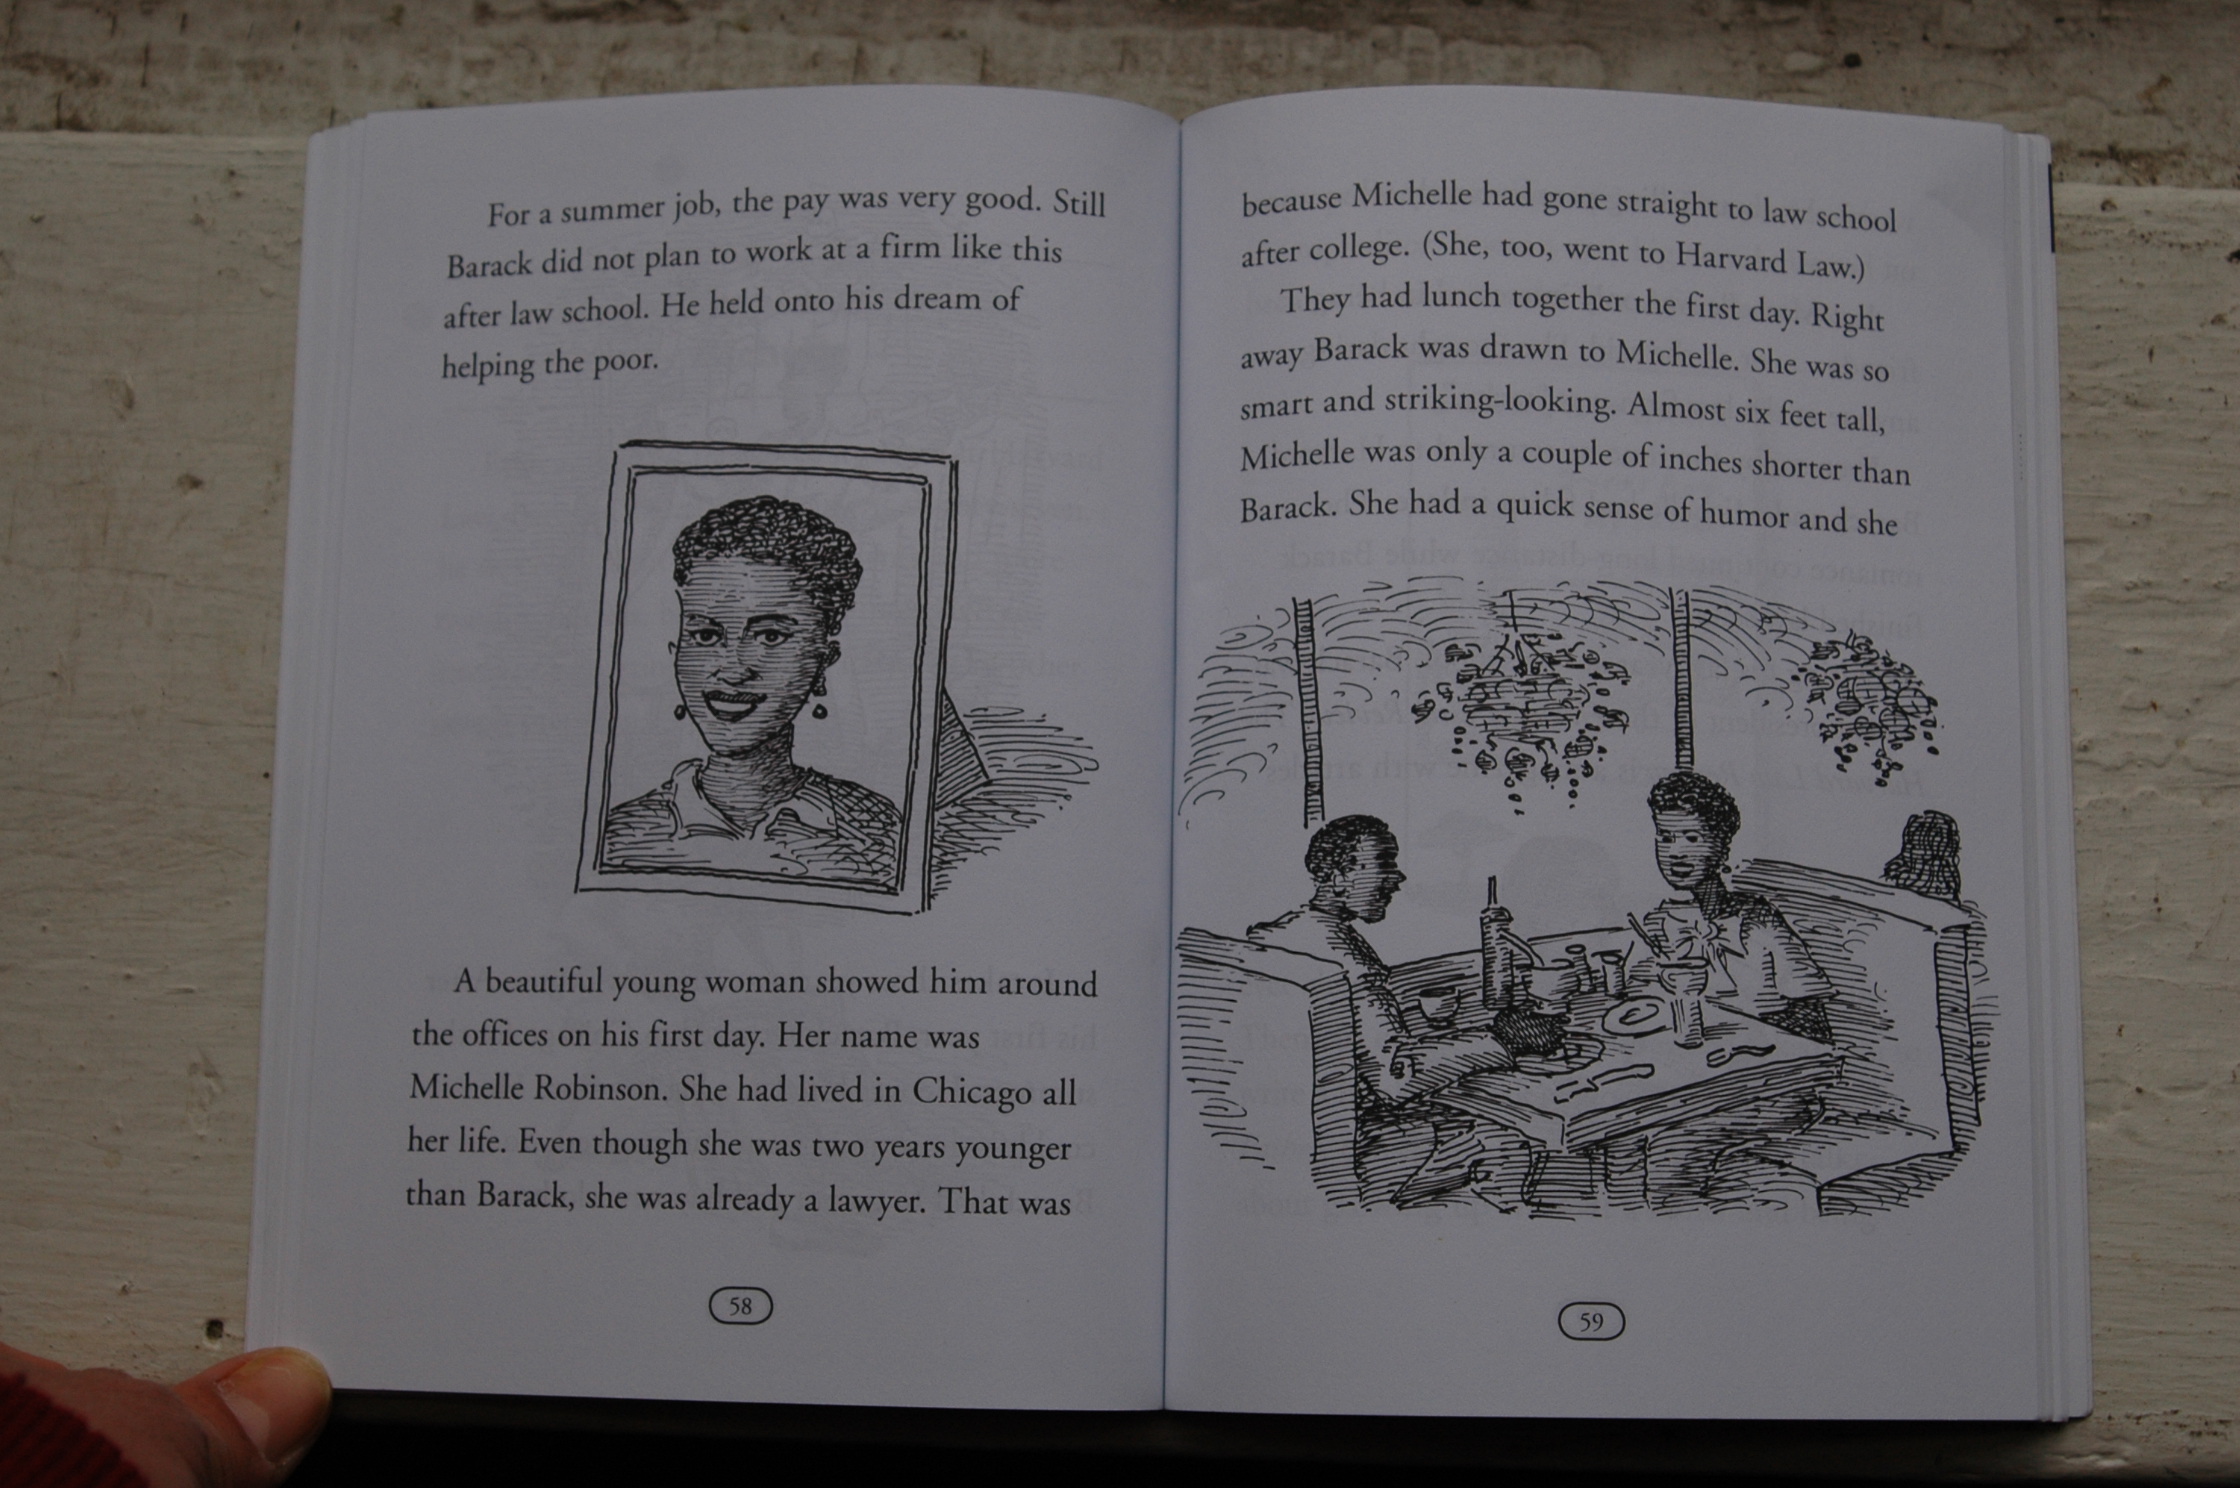 For a summer job, the pay was very good. Still
Barack did not plan to work at a firm like this
after law school. He held onto his dream of
helping the poor.
A beautiful young woman showed him around
the offices on his first day. Her name was
Michelle Robinson. She had lived in Chicago all
her life. Even though she was two years younger
than Barack, she was already a lawyer. That was
58
because Michelle had gone straight to law school
after college. (She, too, went to Harvard Law.)
They had lunch together the first day. Right
away Barack was drawn to Michelle. She was so
smart and striking-looking. Almost six feet tall,
Michelle was only a couple of inches shorter than
Barack. She had a quick sense of humor and she
59